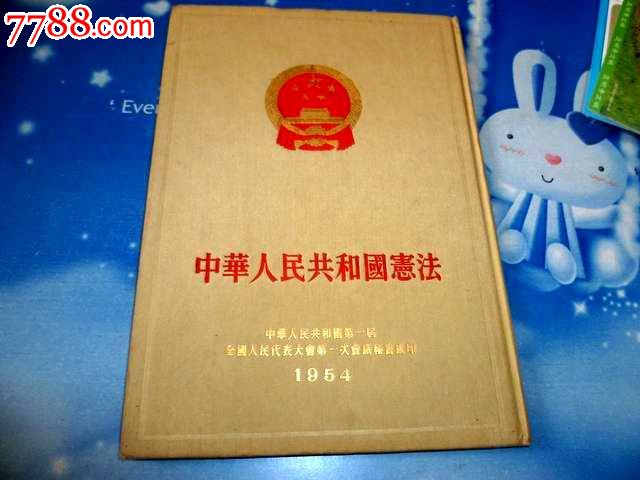 7788.com
' Ever
中華人民共和國憲法
中華人民共和國第一屆
全國人民代表大會第一次會議秘書處印
1954